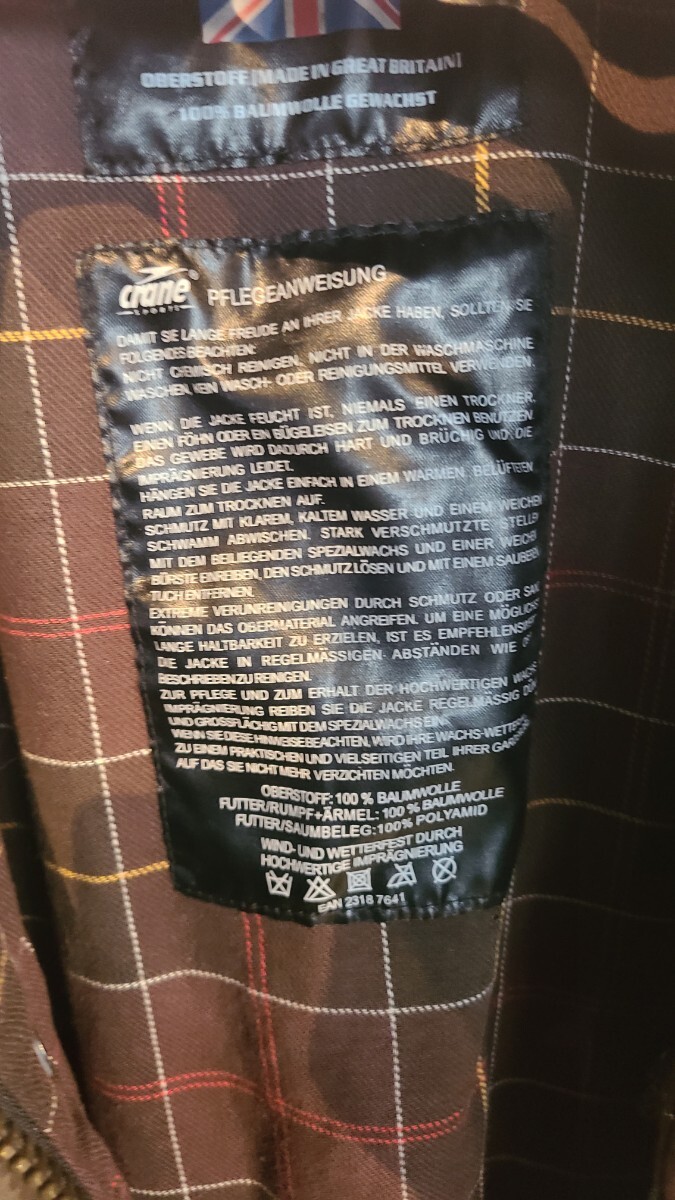 OBERSTOFF [MADE IN GREAT BRITAIN]
100% BAUMWOLLE GEWACHST
crane®
SPORTS
PFLEGEANWEISUNG
DAMIT SIE LANGE FREUDE AN IHRER JACKE HABEN, SOLLTEN SIE
FOLGENDES BEACHTEN:
NICHT CHEMISCH REINIGEN, NICHT IN DER WASCHMASCHINE
WASCHEN, KEIN WASCH- ODER REINIGUNGSMITTEL VERWENDEN.
WENN DIE JACKE FEUCHT IST, NIEMALS EINEN TROCKNER,
EINEN FÖHN ODER EIN BÜGELEISEN ZUM TROCKNEN BENUTZEN
DAS GEWEBE WIRD DADURCH HART UND BRÜCHIG UND DIE
IMPRÄGNIERUNG LEIDET.
HÄNGEN SIE DIE JACKE EINFACH IN EINEM WARMEN BELÜFTETEN
RAUM ZUM TROCKNEN AUF.
SCHMUTZ MIT KLAREM, KALTEM WASSER UND EINEM WEICHEN
SCHWAMM ABWISCHEN. STARK VERSCHMUTZTE STELLEN
MIT DEM BEILIEGENDEN SPEZIALWACHS UND EINER WEICHEN
BÜRSTE EINREIBEN, DEN SCHMUTZ LÖSEN UND MIT EINEM SAUBEREN
TUCH ENTFERNEN.
EXTREME VERUNREINIGUNGEN DURCH SCHMUTZ ODER
KÖNNEN DAS OBERMATERIAL ANGREIFEN. UM EINE MÖGLICHST
LANGE HALTBARKEIT ZU ERZIELEN, IST ES EMPFEHLENSWERT
DIE JACKE IN REGELMÄSSIGEN ABSTÄNDEN WIE
BESCHRIEBEN ZU REINIGEN.
ZUR PFLEGE UND ZUM ERHALT DER HOCHWERTIGEN WACHS-
IMPRÄGNIERUNG REIBEN SIE DIE JACKE REGELMÄSSIG
UND GROSSFLÄCHIG MIT DEM SPEZIALWACHS EIN.
WENN SIE DIESE HINWEISE BEACHTEN, WIRD IHRE WACHS-WETTER
ZU EINEM PRAKTISCHEN UND VIELSEITIGEN TEIL IHRER
AUF DAS SIE NICHT MEHR VERZICHTEN MÖCHTEN.
OBERSTOFF: 100 % BAUMWOLLE
FUTTER/RUMPF+ÄRMEL: 100 % BAUMWOLLE
FUTTER/SAUMBELEG: 100% POLYAMID
WIND- UND WETTERFEST DURCH
HOCHWERTIGE IMPRÄGNIERUNG
EAN 2318 7641